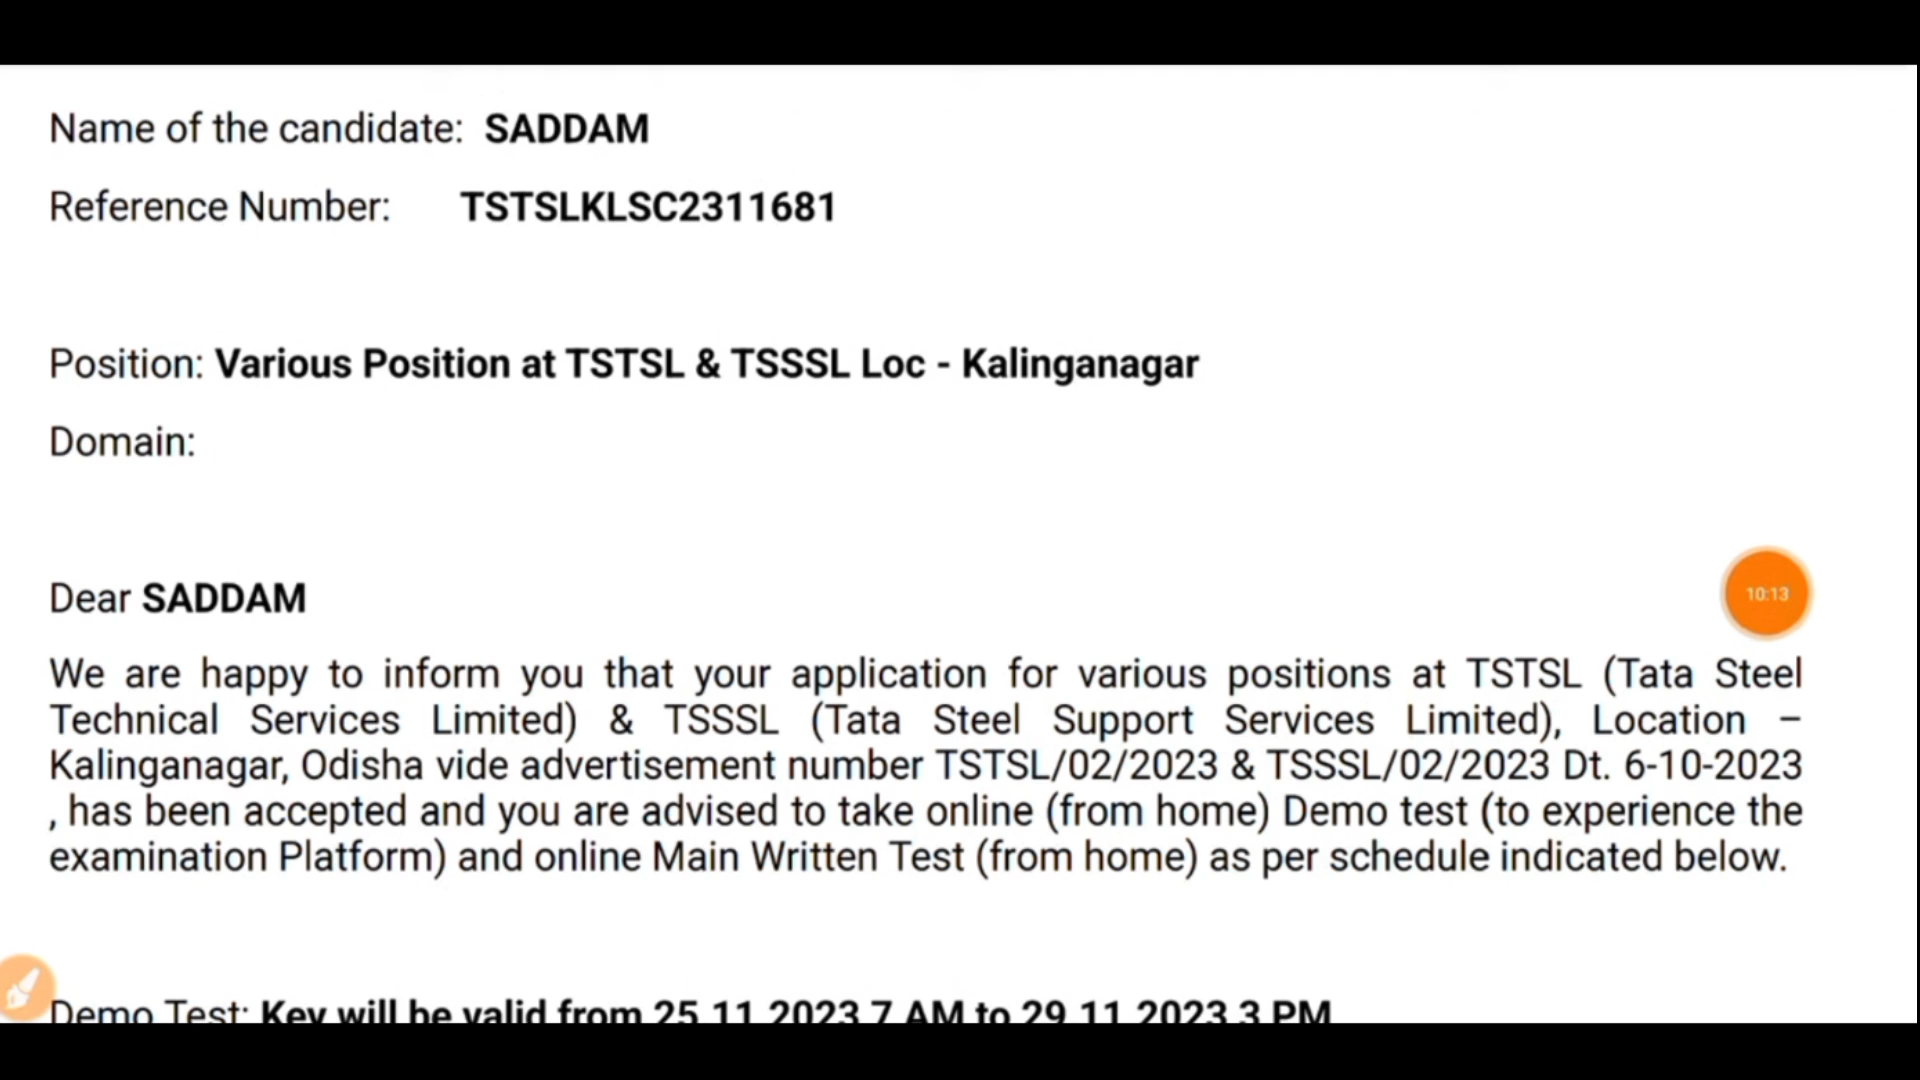 Name of the candidate: SADDAM
Reference Number: TSTSLKLSC2311681
Position: Various Position at TSTSL & TSSSL Loc - Kalinganagar
Domain:
Dear SADDAM
10:13
We are happy to inform you that your application for various positions at TSTSL (Tata Steel
Technical Services Limited) & TSSSL (Tata Steel Support Services Limited), Location –
Kalinganagar, Odisha vide advertisement number TSTSL/02/2023 & TSSSL/02/2023 Dt. 6-10-2023
, has been accepted and you are advised to take online (from home) Demo test (to experience the
examination Platform) and online Main Written Test (from home) as per schedule indicated below.
Demo Test: Key will be valid from 25.11.2023 7 AM to 29.11.2023 3 PM